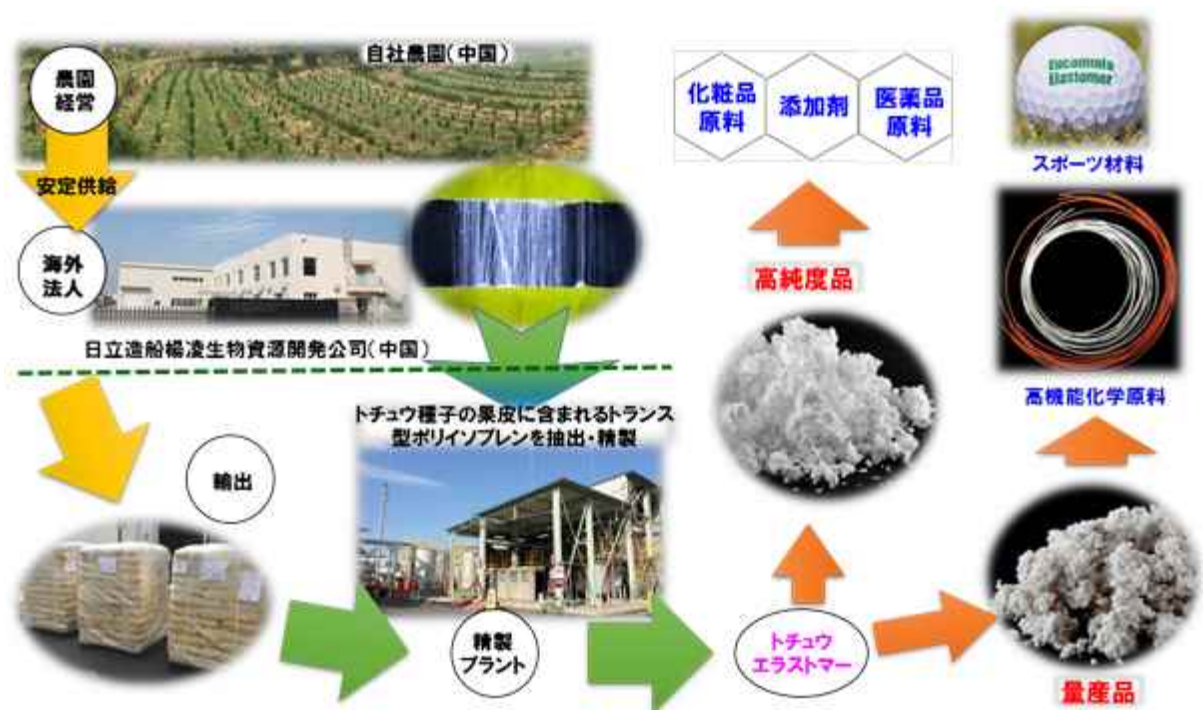 自社農園(中国)
農園
経営
安定供給
海外
法人
日立造船楊凌生物資源開発公司(中国)
輸出
トチュウ種子の果皮に含まれるトランス
型ポリイソプレンを抽出・精製
精製
プラント
トチュウ
エラストマー
高純度品
化粧品
原料
添加剤
医薬品
原料
量産品
高機能化学原料
スポーツ材料
Eucommia
Elastomer